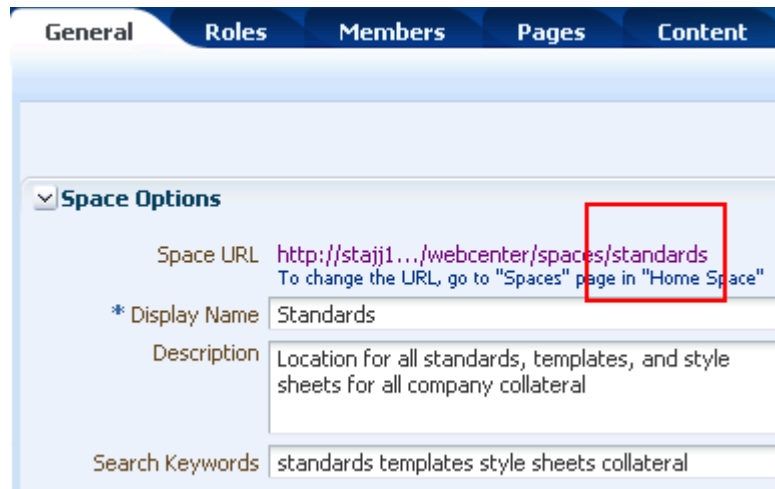 General Roles Members Pages Content
Space Options
Space URL http://stajj1.../webcenter/spaces/standards
To change the URL, go to "Spaces" page in "Home Space"
* Display Name Standards
Description Location for all standards, templates, and style
sheets for all company collateral
Search Keywords standards templates style sheets collateral